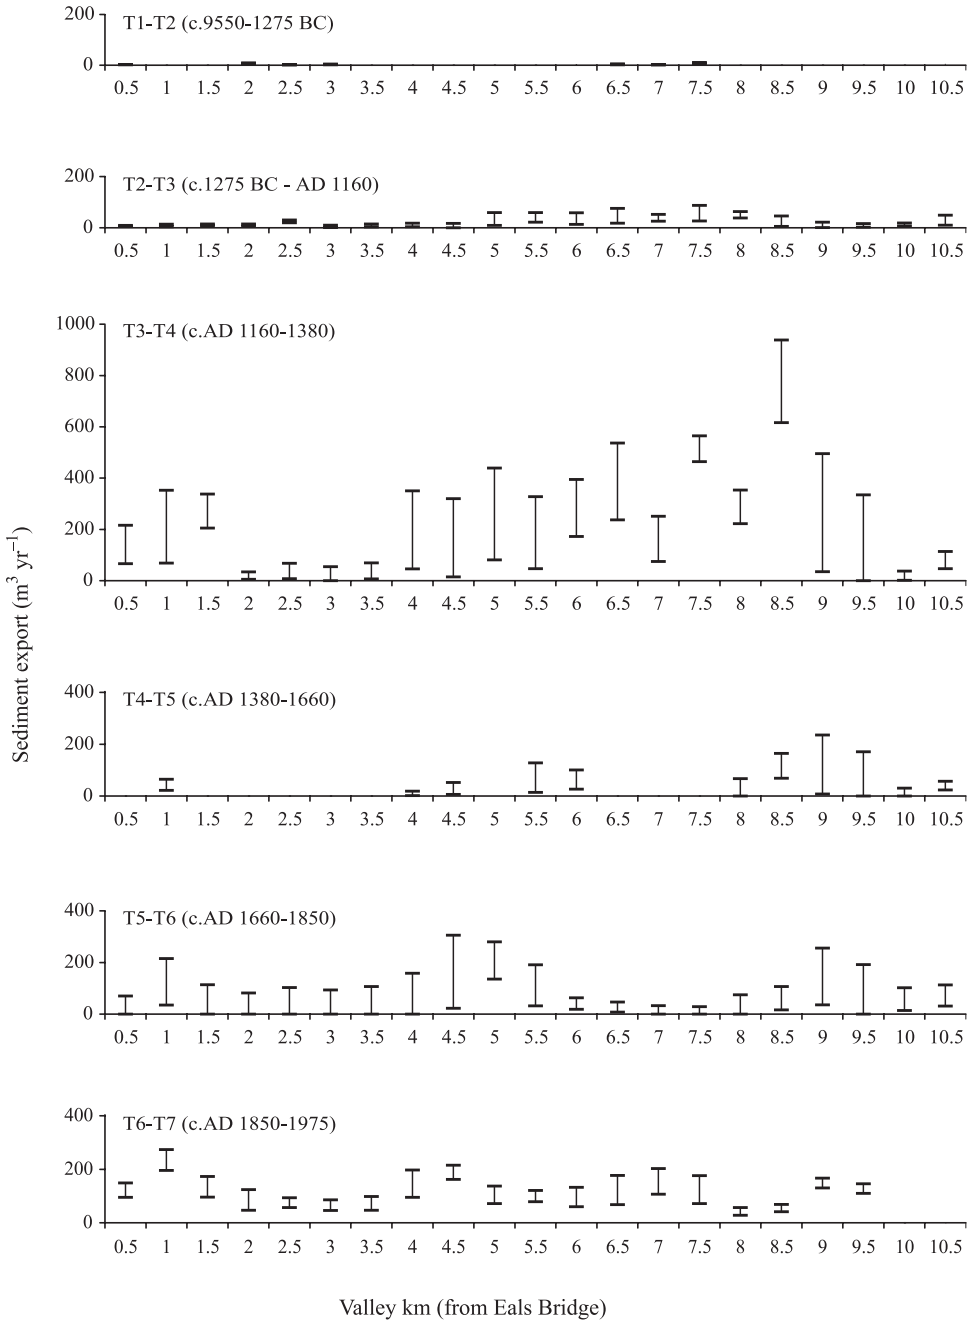 200
T1-T2 (c.9550-1275 BC)
0
0.5 1 1.5 2 2.5 3 3.5 4 4.5 5 5.5 6 6.5 7 7.5 8 8.5 9 9.5 10 10.5
200
T2-T3 (c.1275 BC - AD 1160)
0
0.5 1 1.5 2 2.5 3 3.5 4 4.5 5 5.5 6 6.5 7 7.5 8 8.5 9 9.5 10 10.5
1000
T3-T4 (c.AD 1160-1380)
800
600
400
200
0
0.5 1 1.5 2 2.5 3 3.5 4 4.5 5 5.5 6 6.5 7 7.5 8 8.5 9 9.5 10 10.5
Sediment export (m³ yr⁻¹)
400
T4-T5 (c.AD 1380-1660)
200
0
0.5 1 1.5 2 2.5 3 3.5 4 4.5 5 5.5 6 6.5 7 7.5 8 8.5 9 9.5 10 10.5
400
T5-T6 (c.AD 1660-1850)
200
0
0.5 1 1.5 2 2.5 3 3.5 4 4.5 5 5.5 6 6.5 7 7.5 8 8.5 9 9.5 10 10.5
400
T6-T7 (c.AD 1850-1975)
200
0
0.5 1 1.5 2 2.5 3 3.5 4 4.5 5 5.5 6 6.5 7 7.5 8 8.5 9 9.5 10 10.5
Valley km (from Eals Bridge)